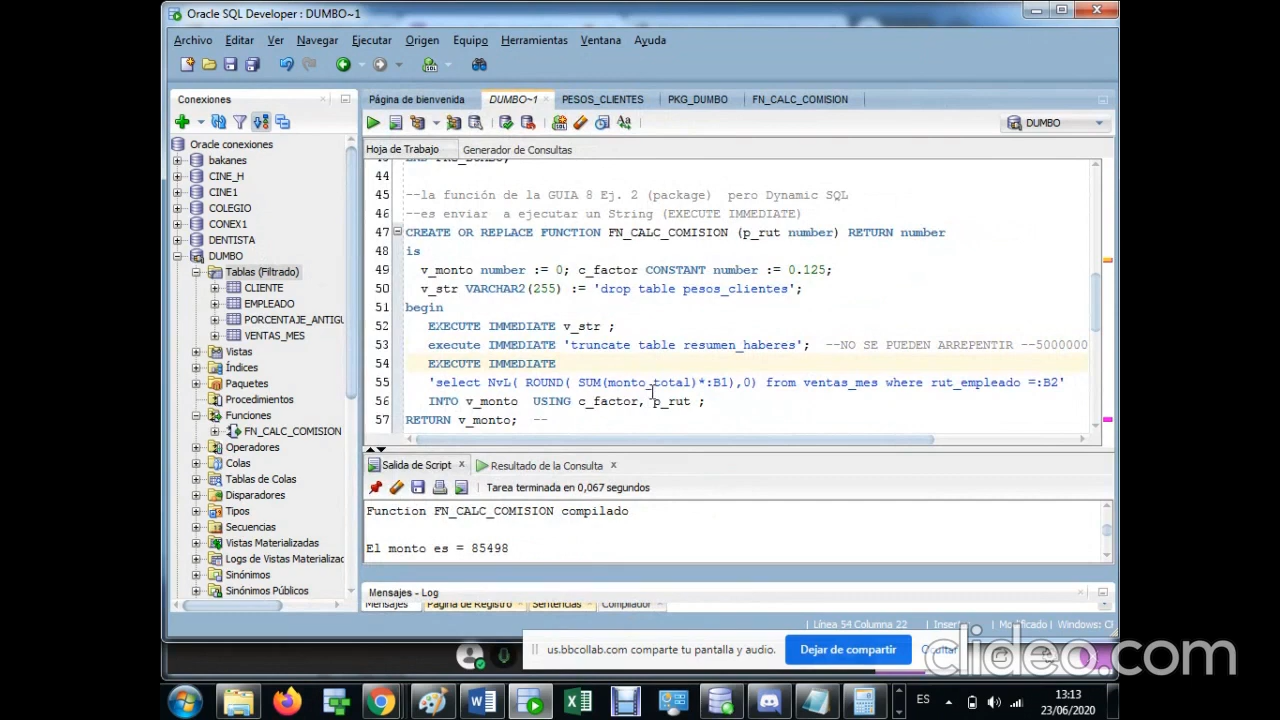 Oracle SQL Developer : DUMBO~1
Archivo Editar Ver Navegar Ejecutar Origen Equipo Herramientas Ventana Ayuda
Conexiones
Página de bienvenida DUMBO~1 PESOS_CLIENTES PKG_DUMBO FN_CALC_COMISION
DUMBO
Hoja de Trabajo Generador de Consultas
Oracle conexiones
bakanes
CINE_H
CINE1
COLEGIO
CONEX1
DENTISTA
DUMBO
Tablas (Filtrado)
CLIENTE
EMPLEADO
PORCENTAJE_ANTIGU
VENTAS_MES
Vistas
Índices
Paquetes
Procedimientos
Funciones
FN_CALC_COMISION
Operadores
Colas
Tablas de Colas
Disparadores
Tipos
Secuencias
Vistas Materializadas
Logs de Vistas Materializac
Sinónimos
Sinónimos Públicos
44
45 --la función de la GUIA 8 Ej. 2 (package)  pero Dynamic SQL
46 --es enviar  a ejecutar un String (EXECUTE IMMEDIATE)
47 CREATE OR REPLACE FUNCTION FN_CALC_COMISION (p_rut number) RETURN number
48 is
49 v_monto number := 0; c_factor CONSTANT number := 0.125;
50 v_str VARCHAR2(255) := 'drop table pesos_clientes';
51 begin
52 EXECUTE IMMEDIATE v_str ;
53 execute IMMEDIATE 'truncate table resumen_haberes';  --NO SE PUEDEN ARREPENTIR --5000000
54 EXECUTE IMMEDIATE
55 'select NvL( ROUND( SUM(monto_total)*:B1),0) from ventas_mes where rut_empleado =:B2'
56 INTO v_monto  USING c_factor, p_rut ;
57 RETURN v_monto;  --
Salida de Script Resultado de la Consulta
Tarea terminada en 0,067 segundos
Function FN_CALC_COMISION compilado
El monto es = 85498
Mensajes - Log
Mensajes Página de Registro Sentencias Compilador
Línea 54 Columna 22 Modificado Windows: C
us.bbcollab.com comparte tu pantalla y audio. Dejar de compartir Ocultar
clideo.com
ES
13:13
23/06/2020